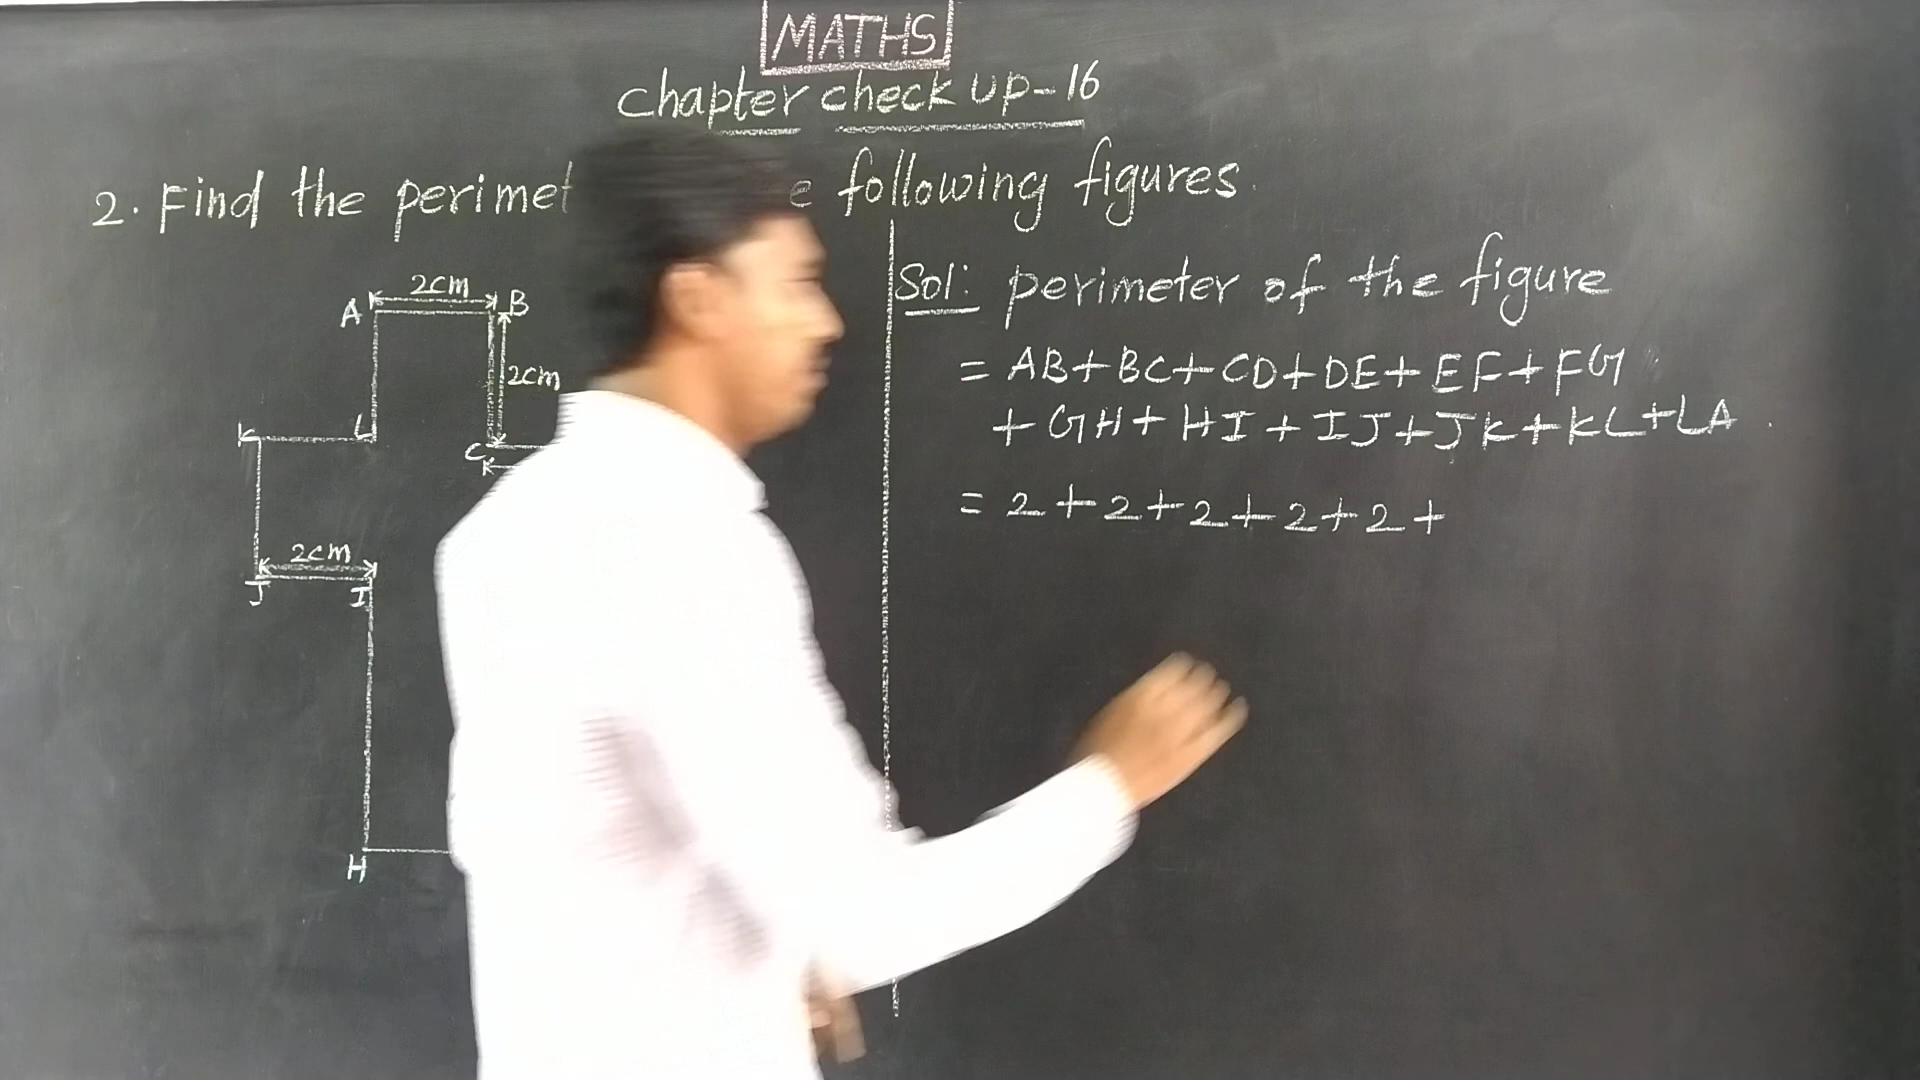 MATHS
chapter check up-16
2. Find the perimet e following figures.
2cm
A B
2cm
K L C
2cm
J I
H
Sol: perimeter of the figure
= AB+BC+CD+DE+EF+FG
+GH+HI+IJ+JK+KL+LA.
= 2+2+2+2+2+